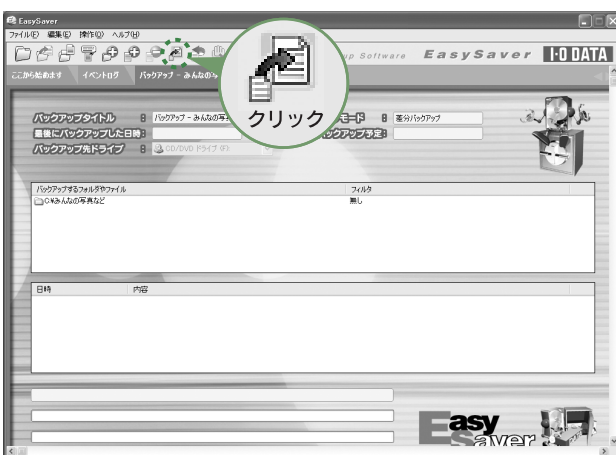 EasySaver
ファイル(F) 編集(E) 操作(O) ヘルプ(H)
up Software EasySaver I-O DATA
ここから始めます イベントログ バックアップ - みんなの写
クリック
バックアップタイトル : バックアップ - みんなの写
モード : 差分バックアップ
最後にバックアップした日時:
バックアップ予定:
バックアップ先ドライブ : CD/DVD ドライブ (F:)
バックアップするフォルダやファイル フィルタ
C:¥みんなの写真など 無し
日時 内容
Easy
Saver